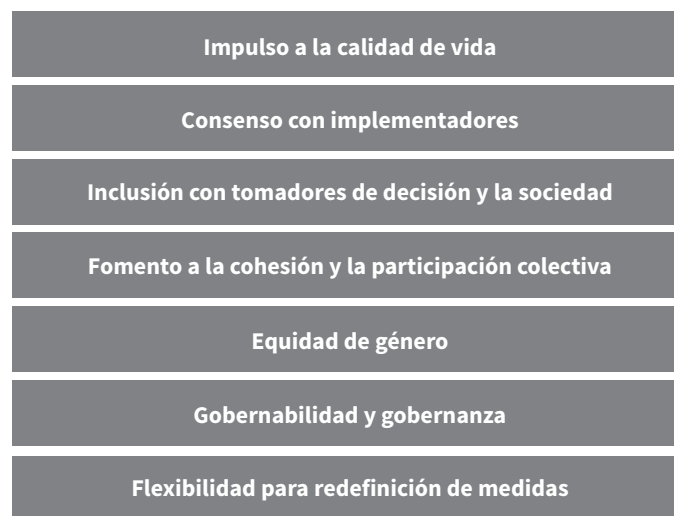 Impulso a la calidad de vida
Consenso con implementadores
Inclusión con tomadores de decisión y la sociedad
Fomento a la cohesión y la participación colectiva
Equidad de género
Gobernabilidad y gobernanza
Flexibilidad para redefinición de medidas